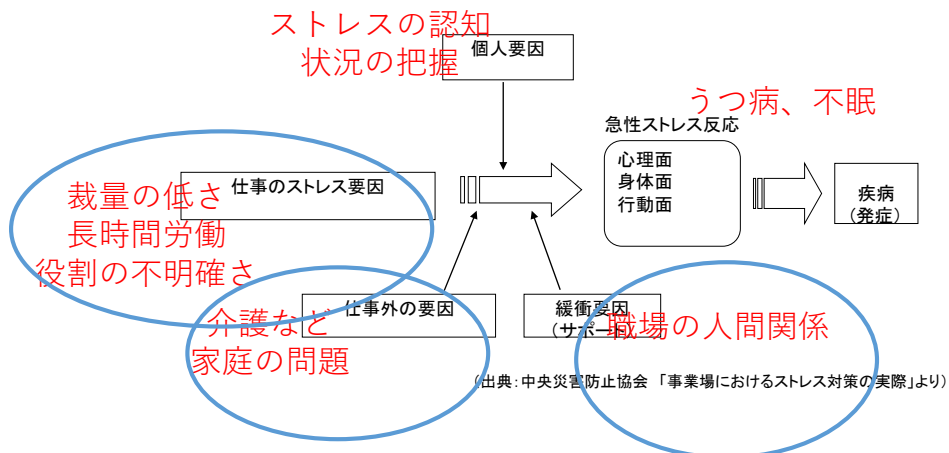 ストレスの認知
状況の把握
個人要因
うつ病、不眠
急性ストレス反応
心理面
身体面
行動面
仕事のストレス要因
裁量の低さ
長時間労働
役割の不明確さ
疾病
(発症)
仕事外の要因
介護など
家庭の問題
緩衝要因
(サポート)
職場の人間関係
(出典:中央災害防止協会 「事業場におけるストレス対策の実際」より)